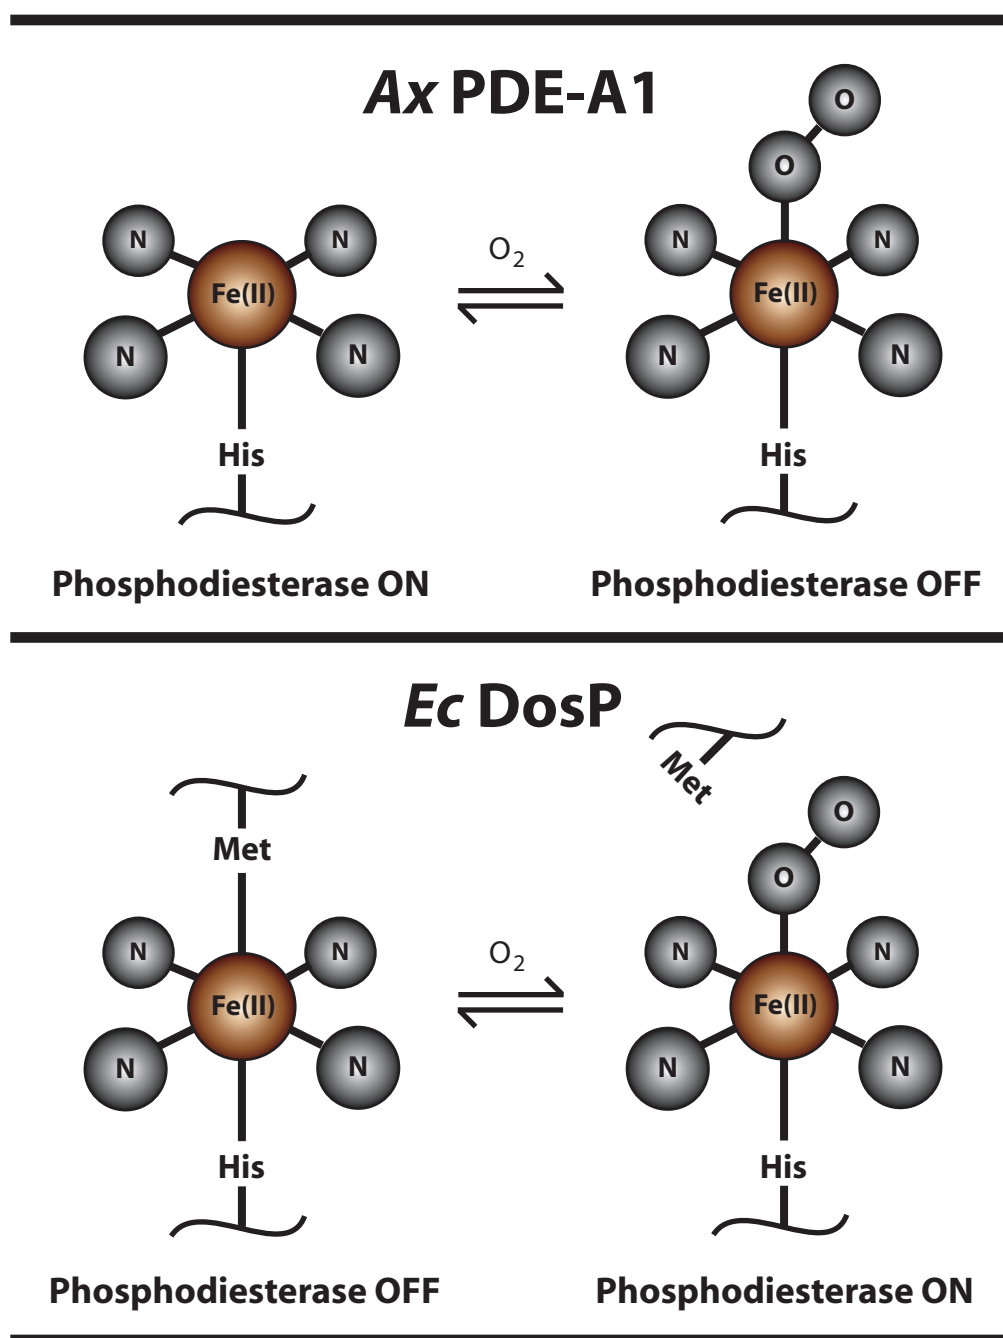 Ax PDE-A1
O
O
N N N N
Fe(II) O2 Fe(II)
N N N N
His His
Phosphodiesterase ON Phosphodiesterase OFF
Ec DosP
Met
O
Met
O
N N N N
Fe(II) O2 Fe(II)
N N N N
His His
Phosphodiesterase OFF Phosphodiesterase ON